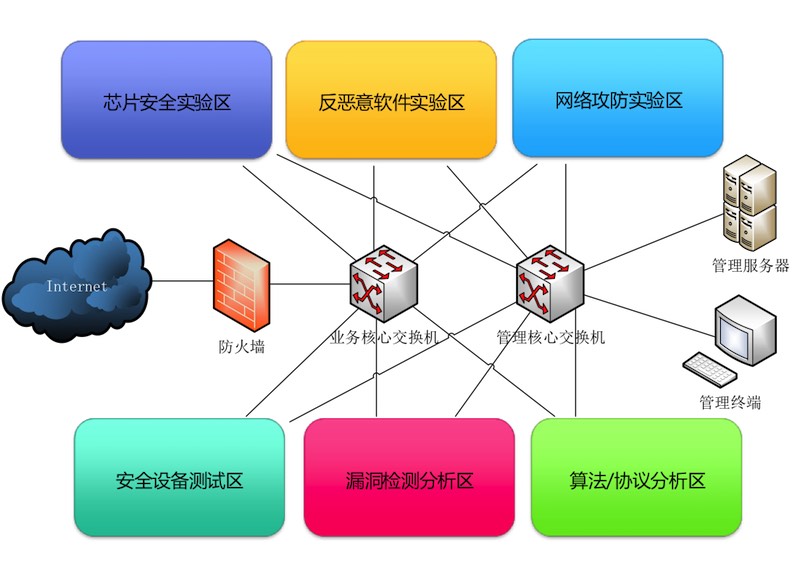 芯片安全实验区
反恶意软件实验区
网络攻防实验区
管理服务器
Internet
防火墙
业务核心交换机
管理核心交换机
管理终端
安全设备测试区
漏洞检测分析区
算法/协议分析区